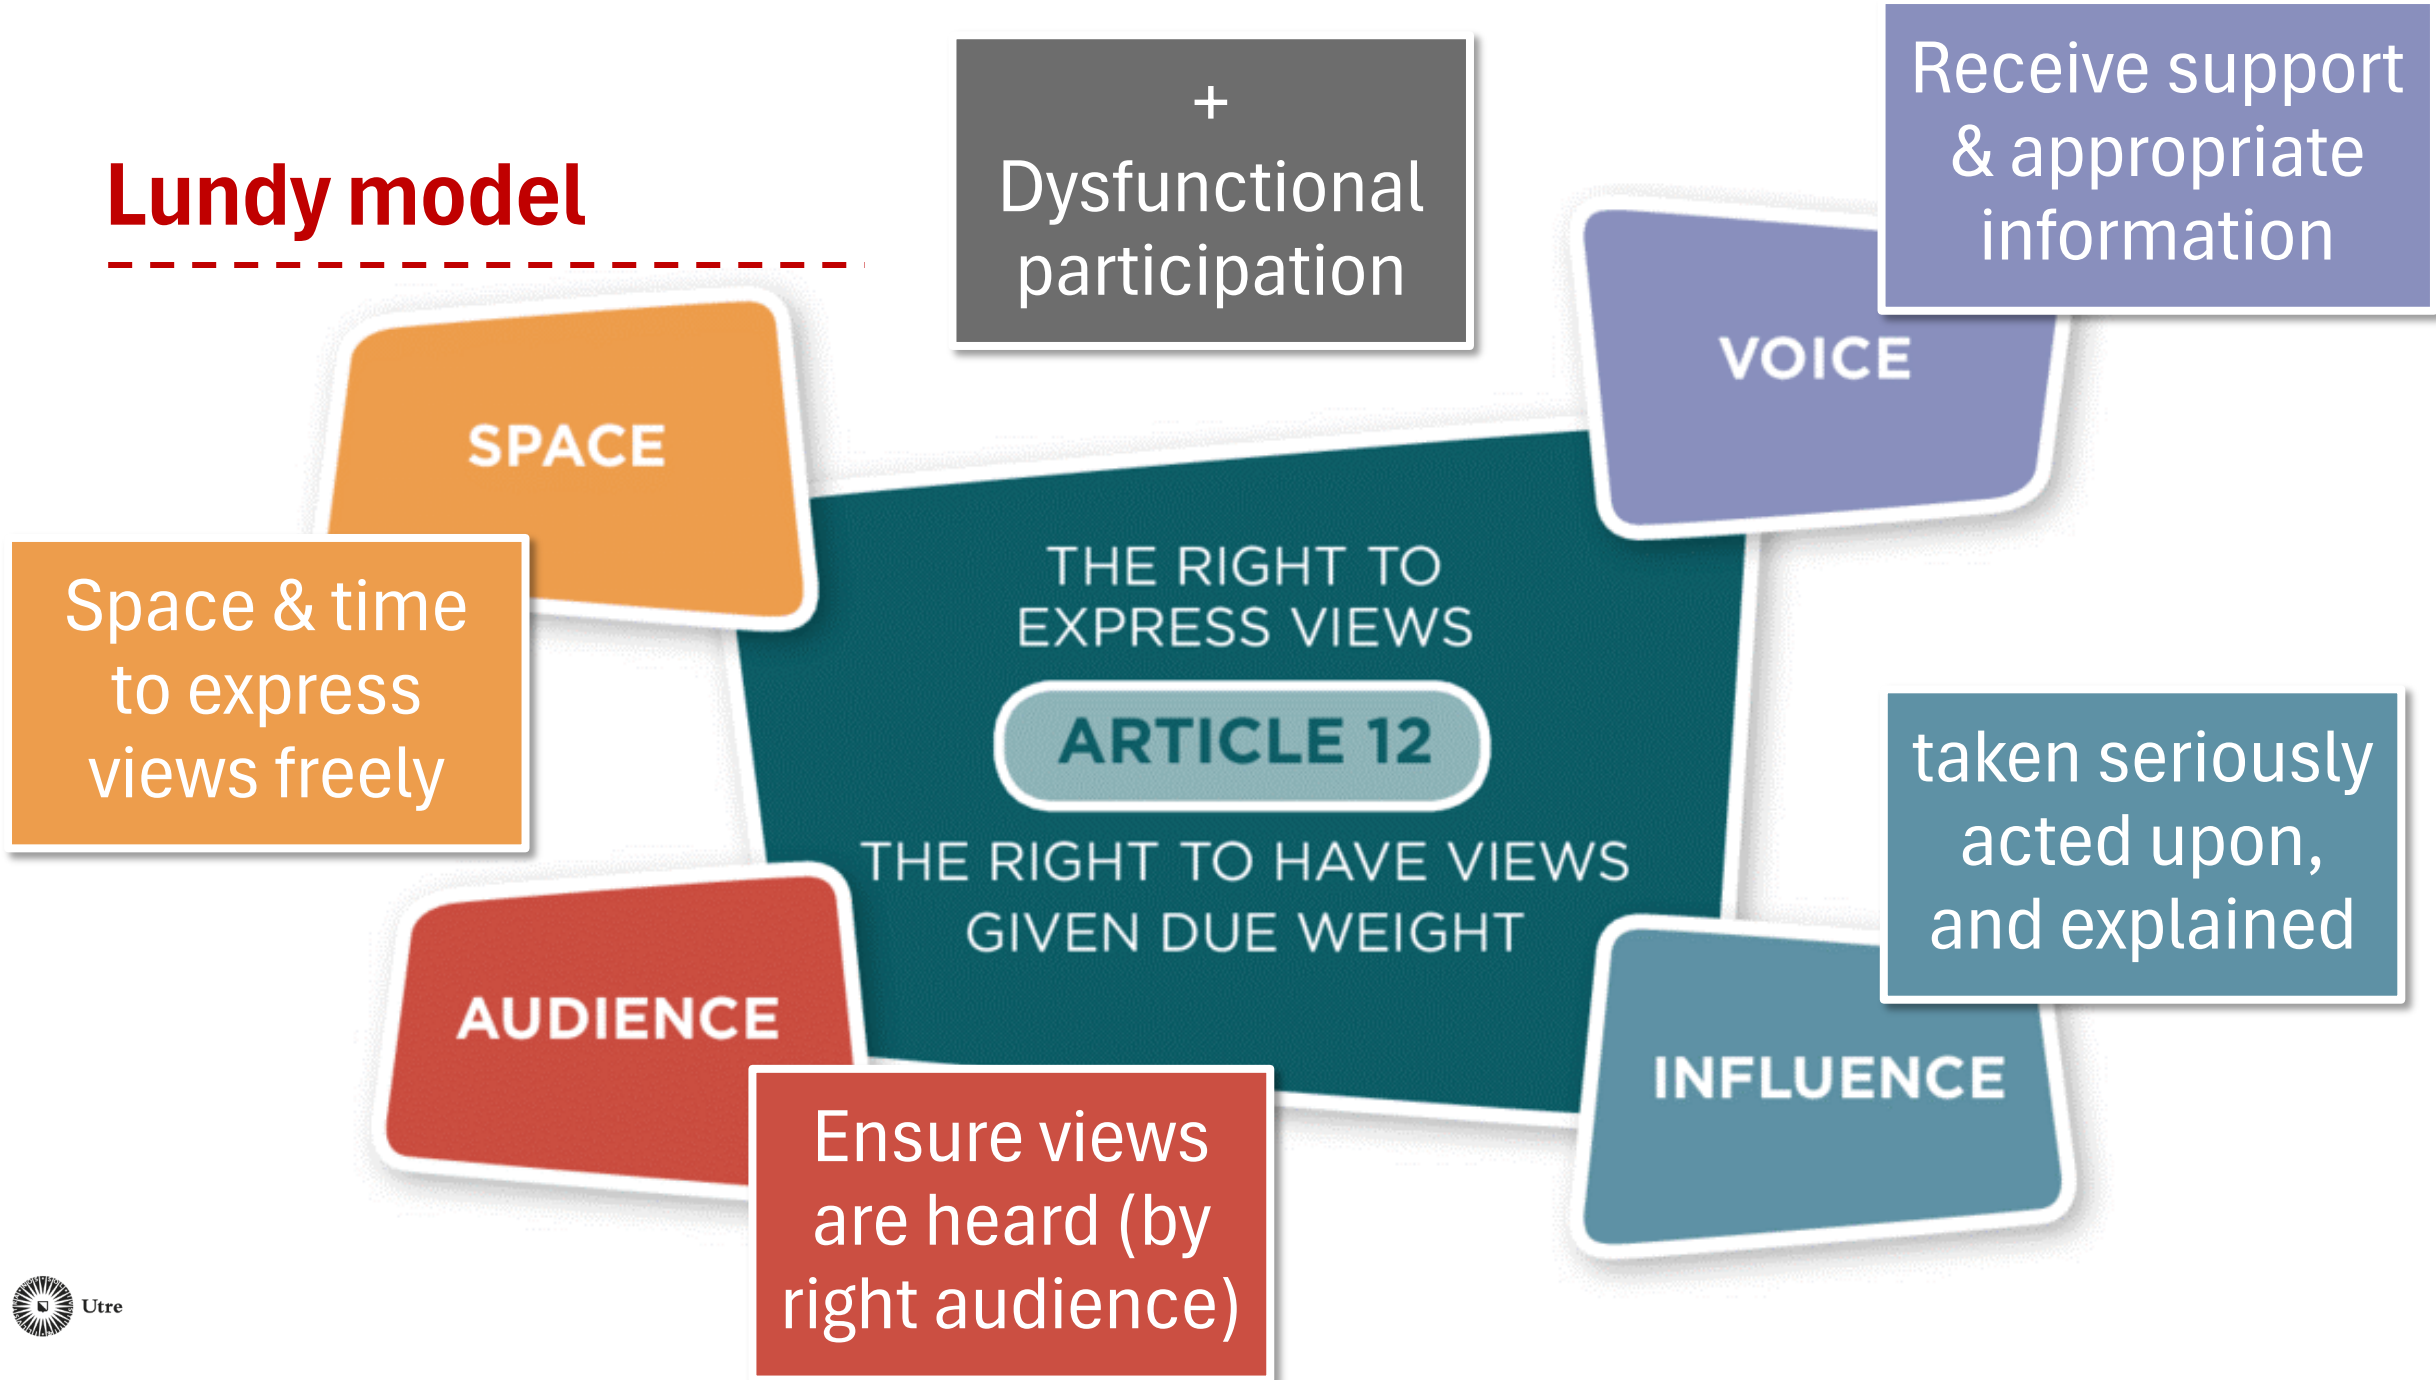 Lundy model
+
Dysfunctional
participation
Receive support
& appropriate
information
VOICE
SPACE
Space & time
to express
views freely
THE RIGHT TO
EXPRESS VIEWS
ARTICLE 12
THE RIGHT TO HAVE VIEWS
GIVEN DUE WEIGHT
taken seriously
acted upon,
and explained
AUDIENCE
Ensure views
are heard (by
right audience)
INFLUENCE
Utre